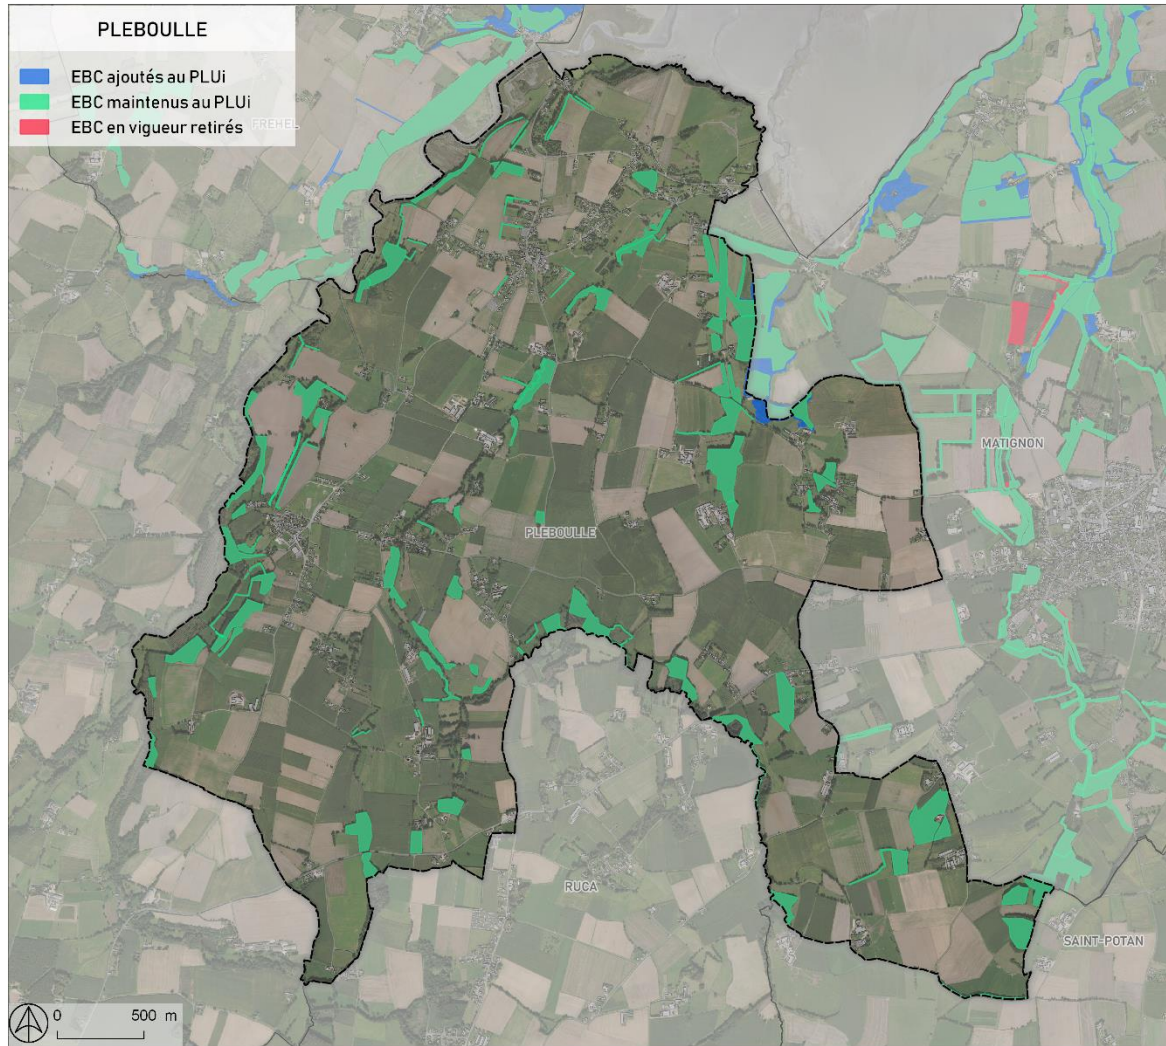 PLEBOULLE
EBC ajoutés au PLUi
EBC maintenus au PLUi
EBC en vigueur retirés
FREHEL
MATIGNON
PLEBOULLE
RUCA
SAINT-POTAN
0 500 m